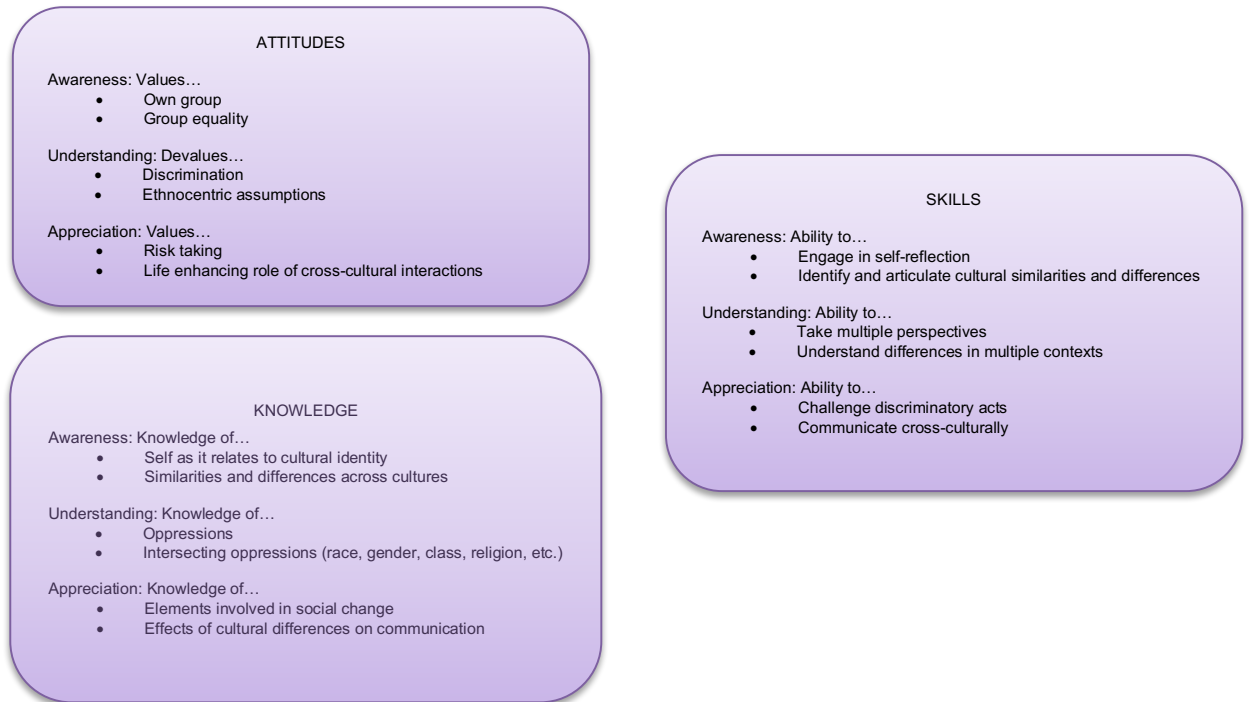 ATTITUDES
Awareness: Values…
• Own group
• Group equality
Understanding: Devalues…
• Discrimination
• Ethnocentric assumptions
Appreciation: Values…
• Risk taking
• Life enhancing role of cross-cultural interactions
KNOWLEDGE
Awareness: Knowledge of…
• Self as it relates to cultural identity
• Similarities and differences across cultures
Understanding: Knowledge of…
• Oppressions
• Intersecting oppressions (race, gender, class, religion, etc.)
Appreciation: Knowledge of…
• Elements involved in social change
• Effects of cultural differences on communication
SKILLS
Awareness: Ability to…
• Engage in self-reflection
• Identify and articulate cultural similarities and differences
Understanding: Ability to…
• Take multiple perspectives
• Understand differences in multiple contexts
Appreciation: Ability to…
• Challenge discriminatory acts
• Communicate cross-culturally